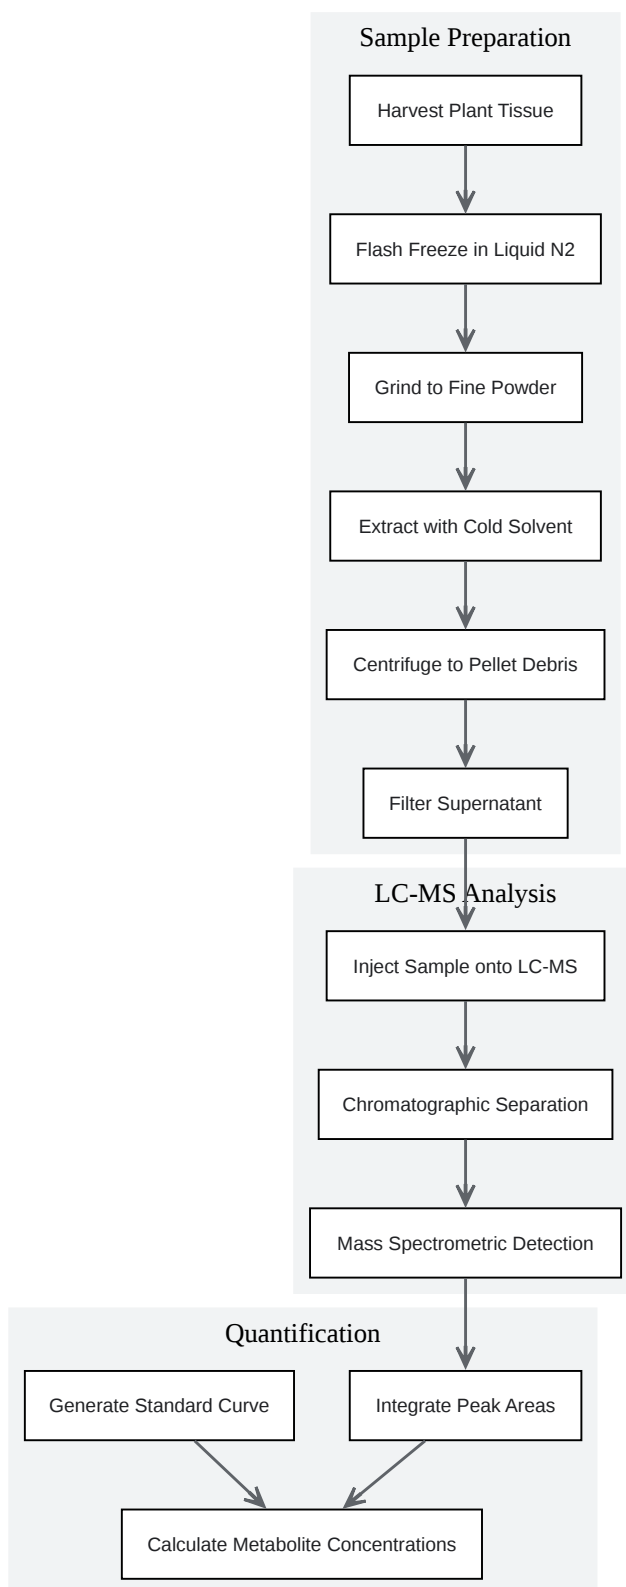 Sample Preparation
Harvest Plant Tissue
Flash Freeze in Liquid N2
Grind to Fine Powder
Extract with Cold Solvent
Centrifuge to Pellet Debris
Filter Supernatant
LC-MS Analysis
Inject Sample onto LC-MS
Chromatographic Separation
Mass Spectrometric Detection
Quantification
Generate Standard Curve
Integrate Peak Areas
Calculate Metabolite Concentrations